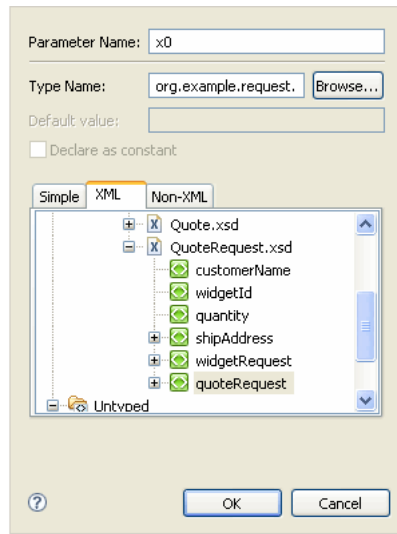 Parameter Name: x0
Type Name: org.example.request. Browse...
Default value:
Declare as constant
Simple XML Non-XML
Quote.xsd
QuoteRequest.xsd
customerName
widgetId
quantity
shipAddress
widgetRequest
quoteRequest
Untyped
OK Cancel